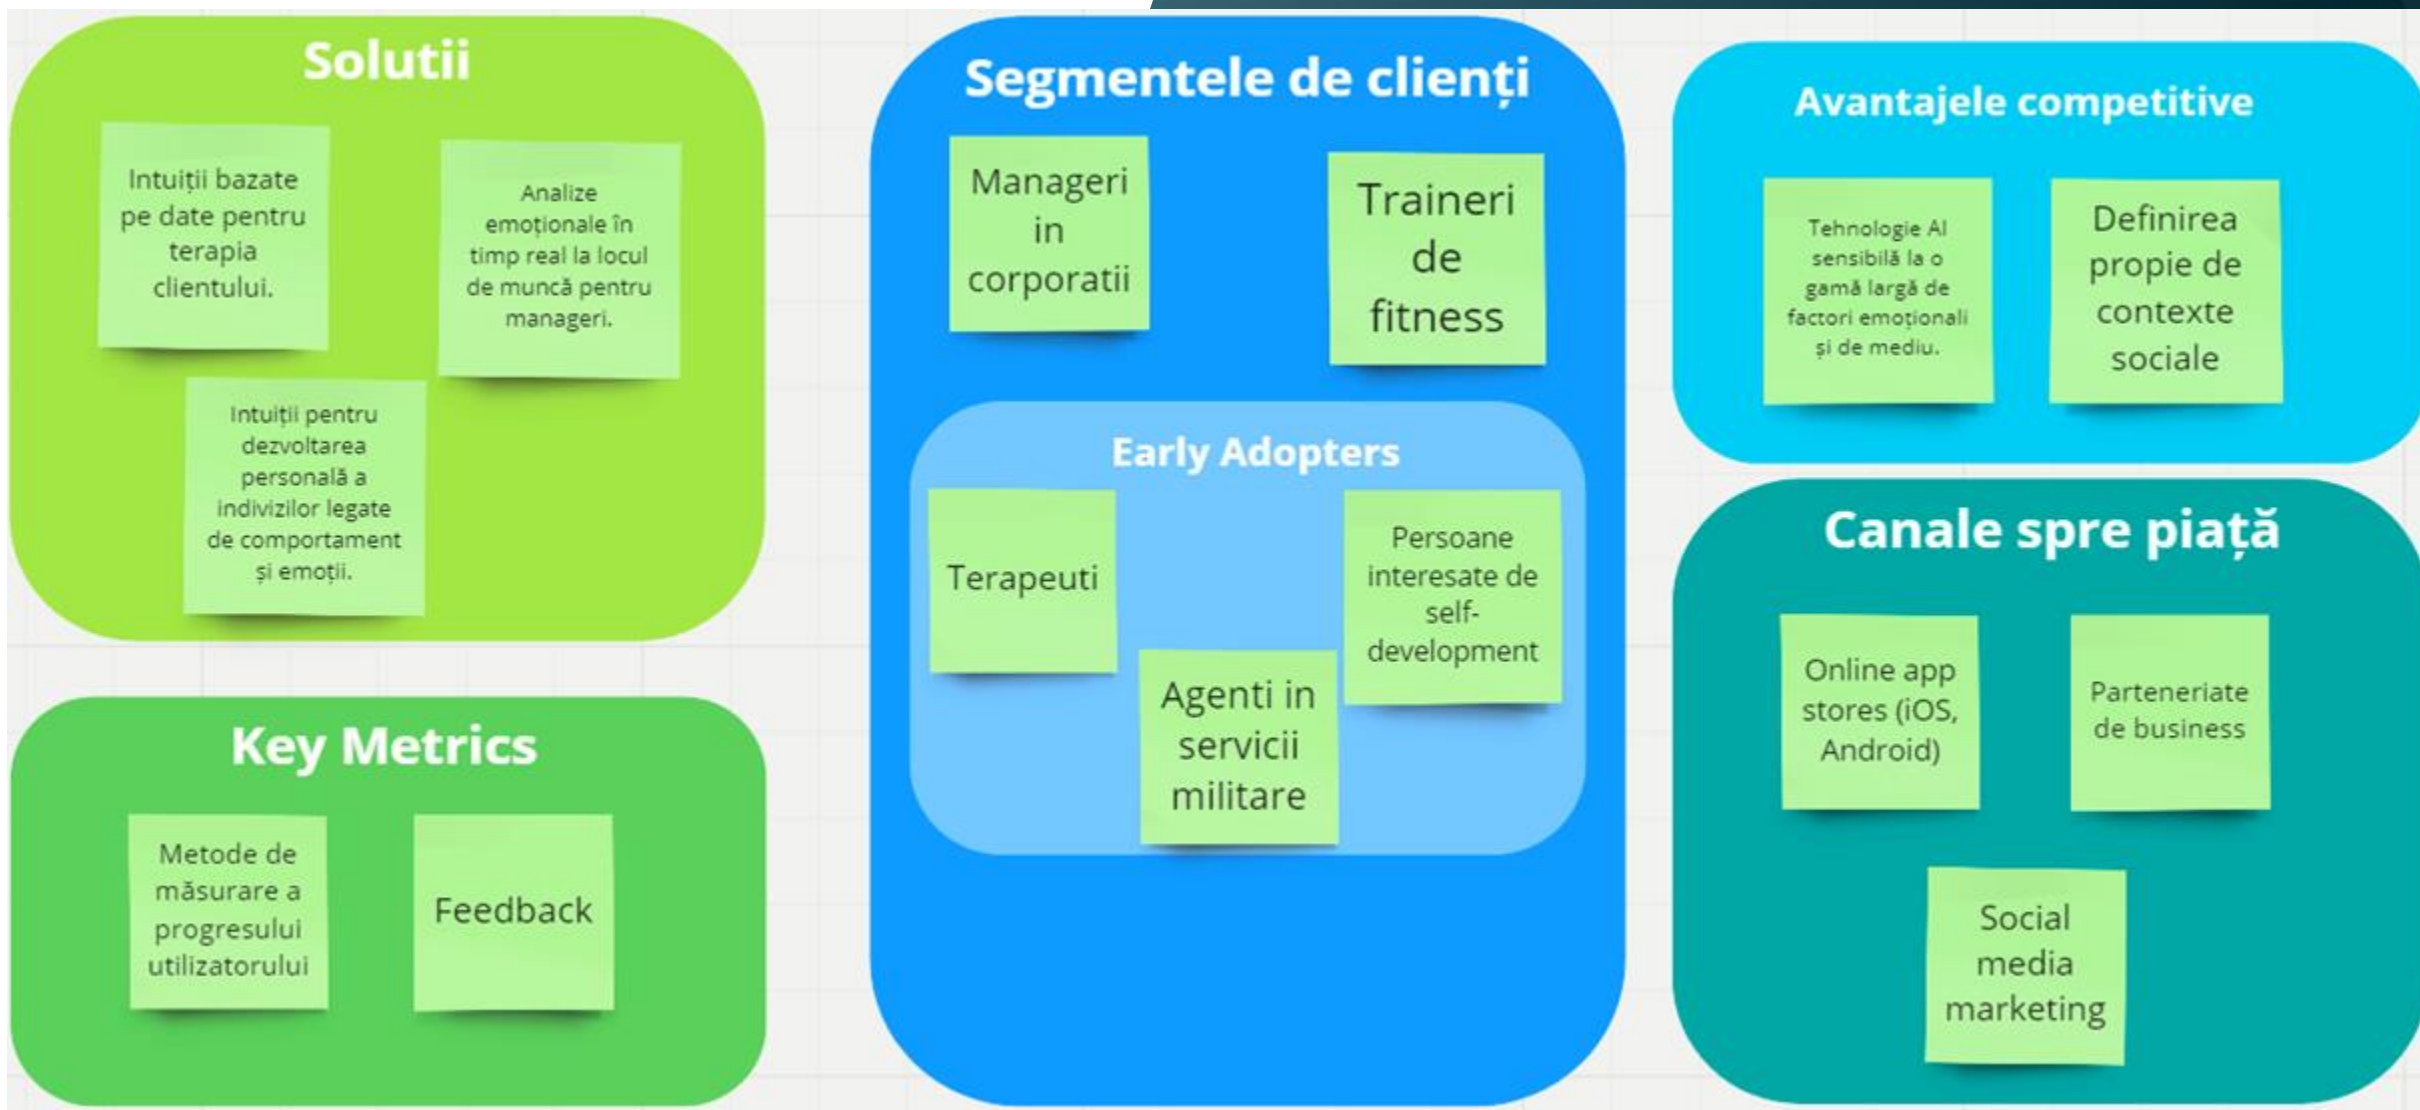 Solutii
Intuiții bazate
pe date pentru
terapia
clientului.
Analize
emoționale în
timp real la locul
de muncă pentru
manageri.
Intuiții pentru
dezvoltarea
personală a
indivizilor legate
de comportament
și emoții.
Key Metrics
Metode de
măsurare a
progresului
utilizatorului
Feedback
Segmentele de clienți
Manageri
in
corporatii
Traineri
de
fitness
Early Adopters
Terapeuti
Agenti in
servicii
militare
Persoane
interesate de
self-
development
Avantajele competitive
Tehnologie AI
sensibilă la o
gamă largă de
factori emoționali
și de mediu.
Definirea
propie de
contexte
sociale
Canale spre piață
Online app
stores (iOS,
Android)
Parteneriate
de business
Social
media
marketing